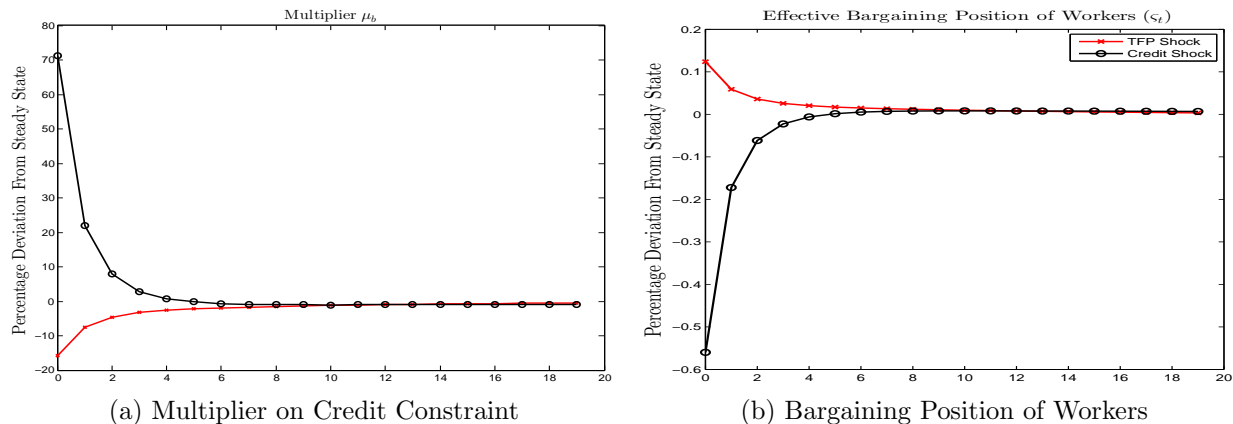 Multiplier μ_b
Percentage Deviation From Steady State
80
70
60
50
40
30
20
10
0
−10
−20
0 2 4 6 8 10 12 14 16 18 20
(a) Multiplier on Credit Constraint
Effective Bargaining Position of Workers (ς_t)
Percentage Deviation From Steady State
TFP Shock
Credit Shock
0.2
0.1
0
−0.1
−0.2
−0.3
−0.4
−0.5
−0.6
0 2 4 6 8 10 12 14 16 18 20
(b) Bargaining Position of Workers